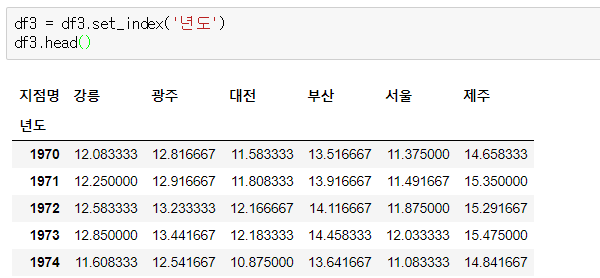 df3 = df3.set_index('년도')
df3.head()
지점명 강릉 광주 대전 부산 서울 제주
년도
1970 12.083333 12.816667 11.583333 13.516667 11.375000 14.658333
1971 12.250000 12.916667 11.808333 13.916667 11.491667 15.350000
1972 12.583333 13.233333 12.166667 14.116667 11.875000 15.291667
1973 12.850000 13.441667 12.183333 14.458333 12.033333 15.475000
1974 11.608333 12.541667 10.875000 13.641667 11.083333 14.841667